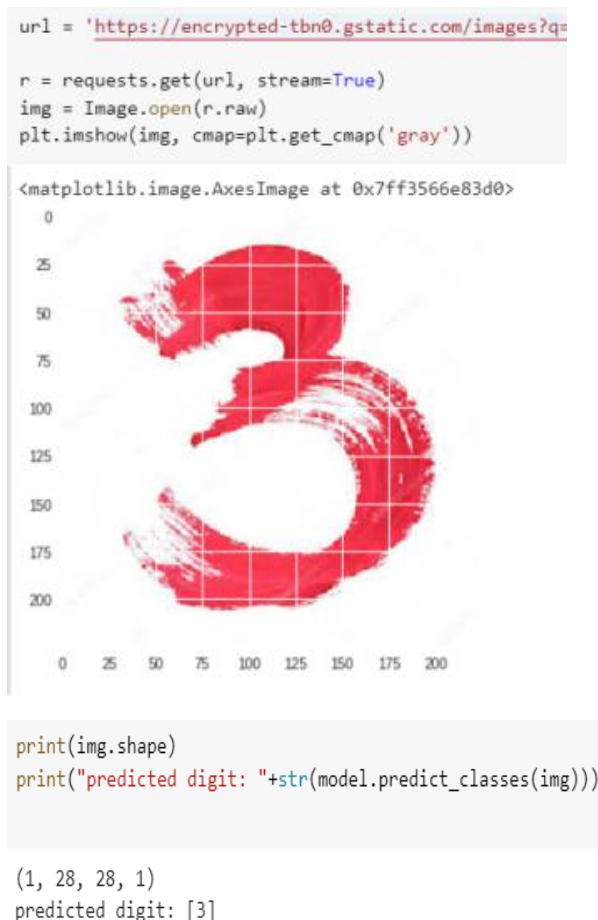 url = 'https://encrypted-tbn0.gstatic.com/images?q=
r = requests.get(url, stream=True)
img = Image.open(r.raw)
plt.imshow(img, cmap=plt.get_cmap('gray'))
<matplotlib.image.AxesImage at 0x7ff3566e83d0>
0
25
50
75
100
125
150
175
200
3
0 25 50 75 100 125 150 175 200
print(img.shape)
print("predicted digit: "+str(model.predict_classes(img)))
(1, 28, 28, 1)
predicted digit: [3]